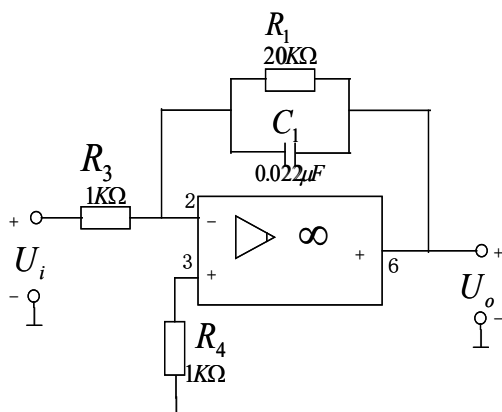 R₁
20KΩ
C₁
0.022μF
R₃
1KΩ
2
- ∞
+ +
3 + 6
Uᵢ
-
Uₒ
-
R₄
1KΩ